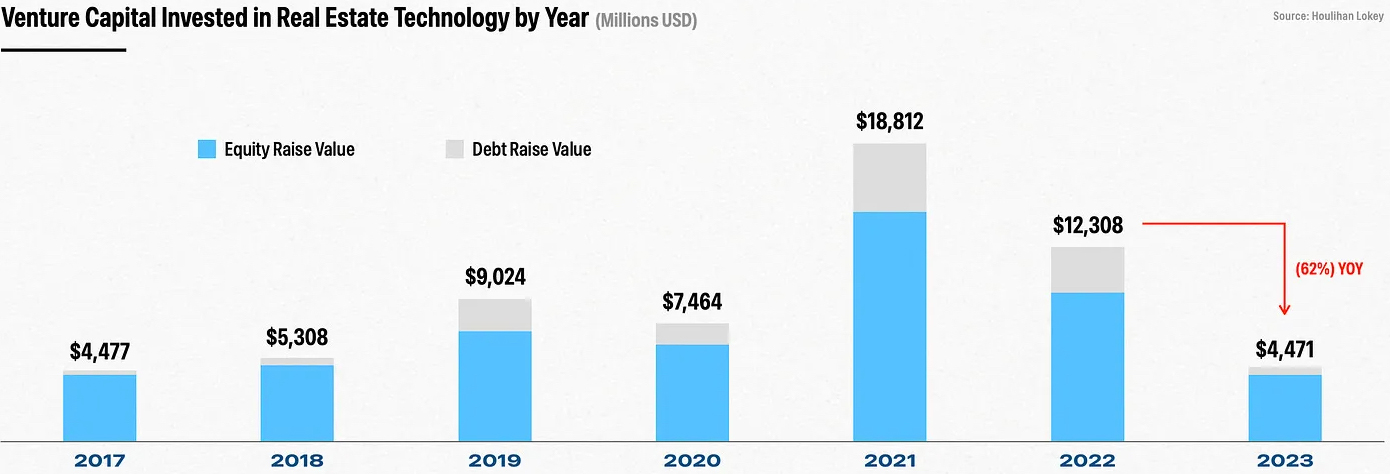 Venture Capital Invested in Real Estate Technology by Year (Millions USD)
Source: Houlihan Lokey
Equity Raise Value
Debt Raise Value
$4,477
$5,308
$9,024
$7,464
$18,812
$12,308
(62%) YOY
$4,471
2017 2018 2019 2020 2021 2022 2023